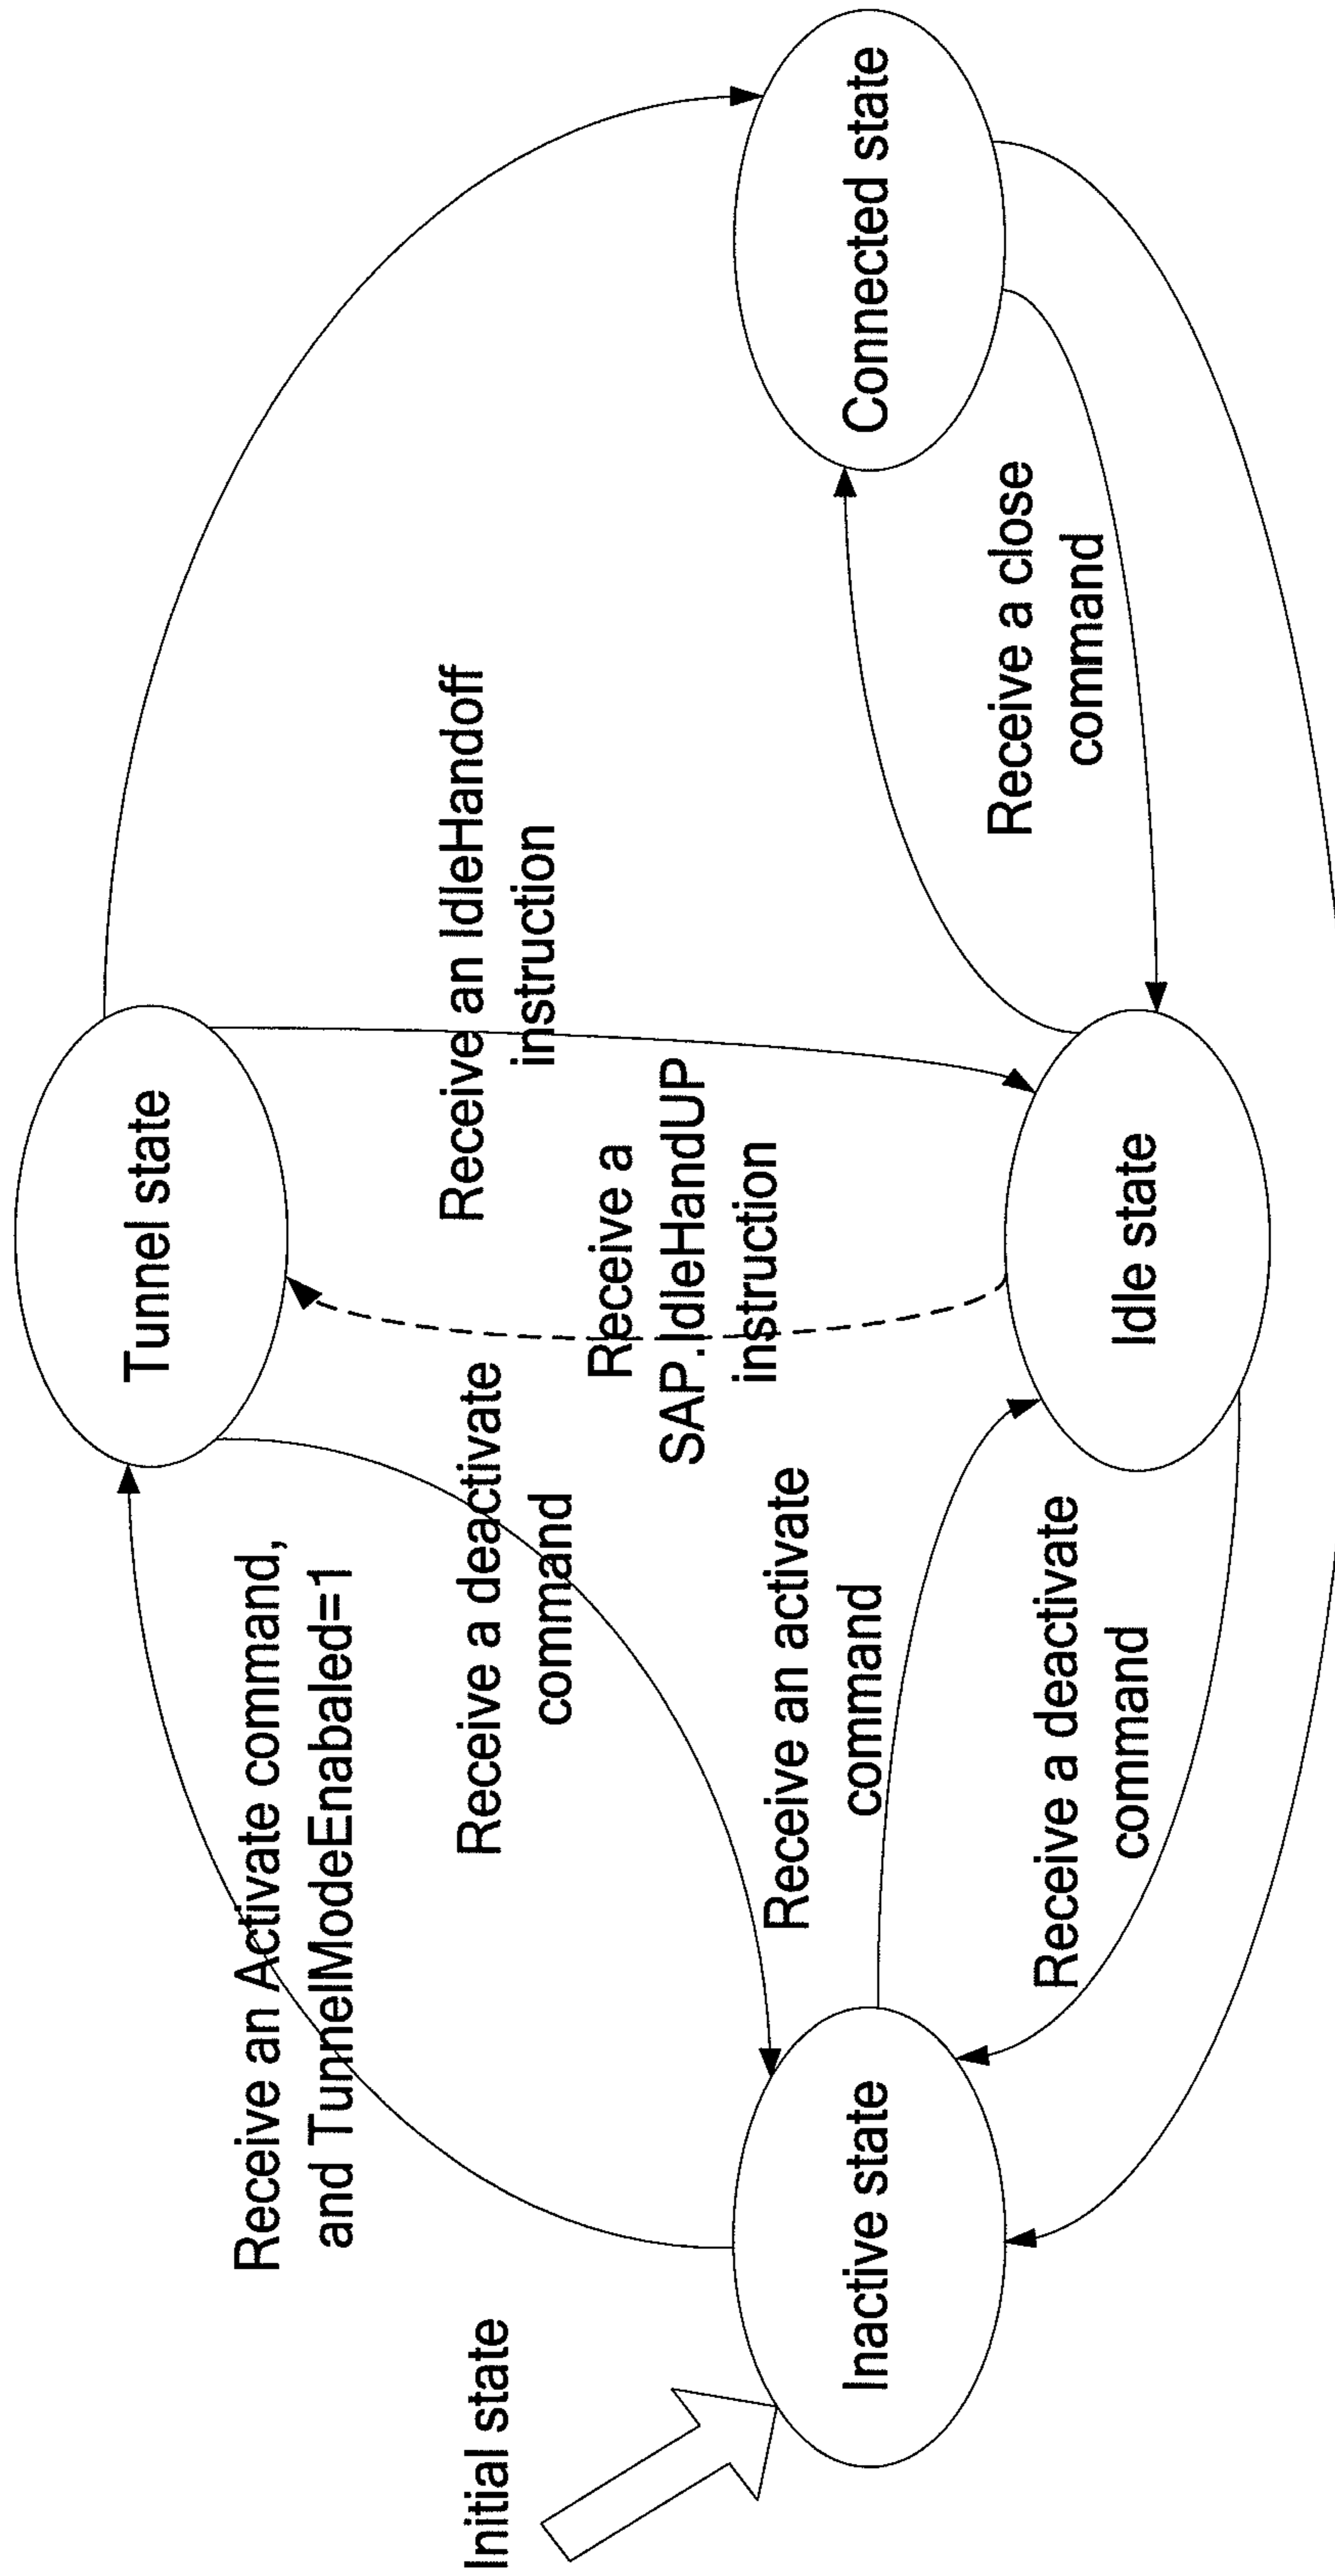 Initial state
Receive an Activate command,
and TunnelModeEnabaled=1
Tunnel state
Receive a deactivate
command
Receive an IdleHandoff
instruction
Receive a
SAP.IdleHandUP
instruction
Receive an activate
command
Inactive state
Connected state
Receive a close
command
Receive a deactivate
command
Idle state